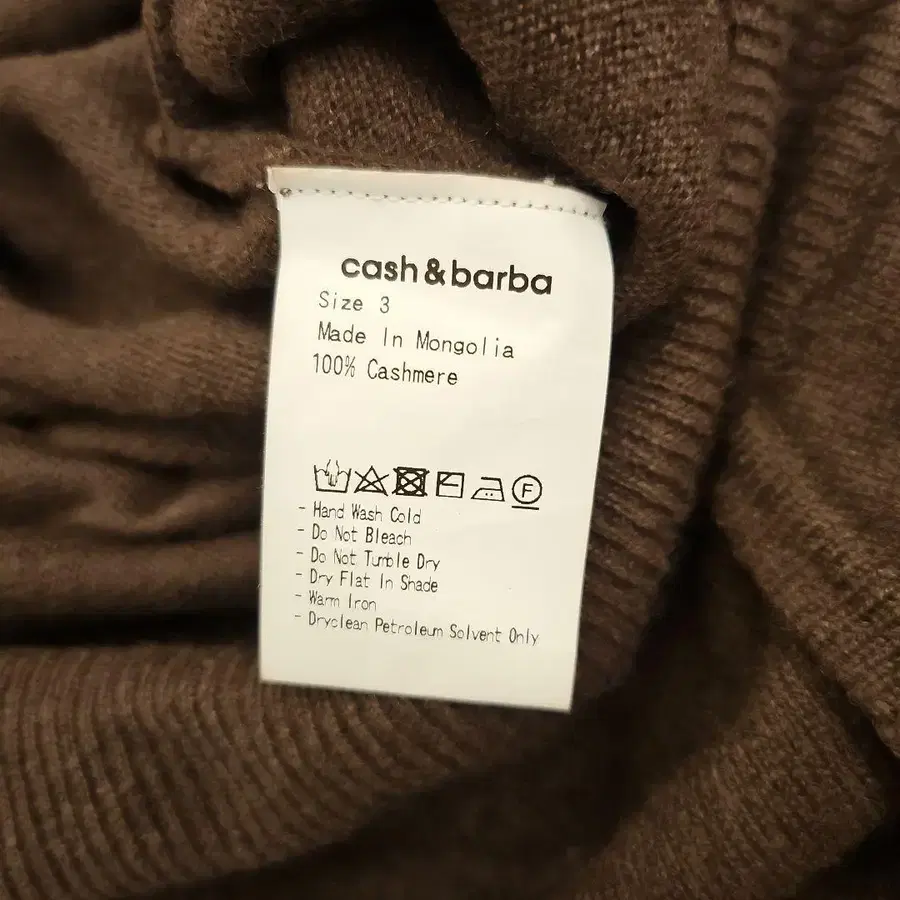 cash&barba
Size 3
Made In Mongolia
100% Cashmere
F
- Hand Wash Cold
- Do Not Bleach
- Do Not Tumble Dry
- Dry Flat In Shade
- Warm Iron
- Dryclean Petroleum Solvent Only